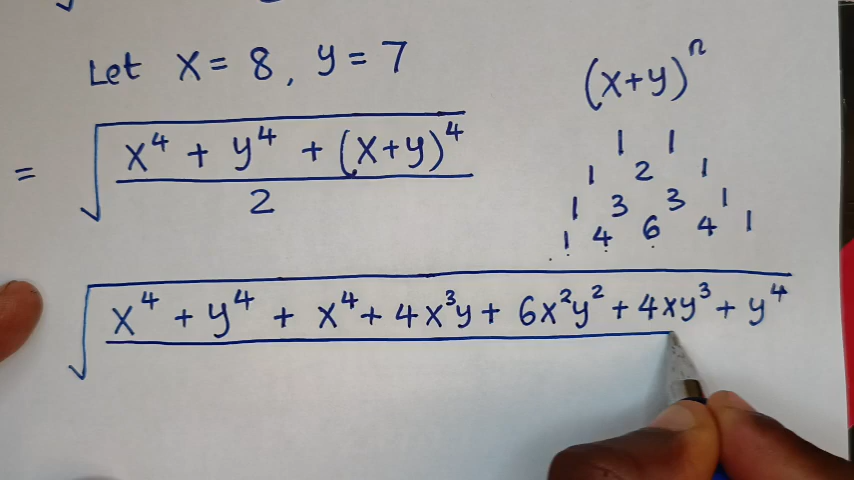 Let x = 8, y = 7
(x+y)^n
= √((x^4 + y^4 + (x+y)^4)/2)
1 1
1 2 1
1 3 3 1
1 4 6 4 1
√(x^4 + y^4 + x^4 + 4x^3y + 6x^2y^2 + 4xy^3 + y^4)